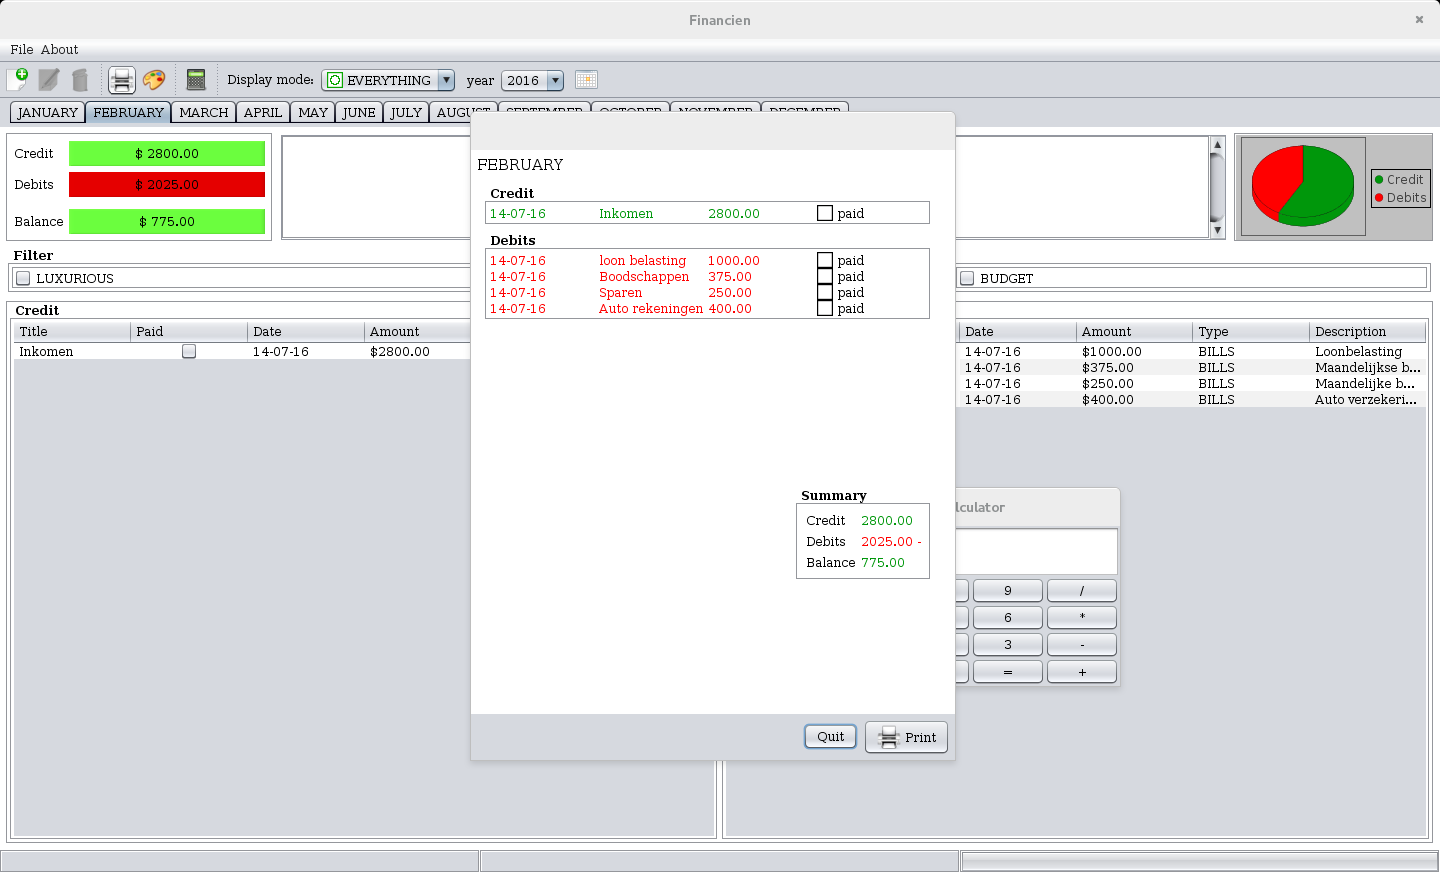 Financien
File About
Display mode: EVERYTHING year 2016
JANUARY FEBRUARY MARCH APRIL MAY JUNE JULY AUGUST SEPTEMBER OCTOBER NOVEMBER DECEMBER
Credit $ 2800.00
Debits $ 2025.00
Balance $ 775.00
Credit
Debits
Filter
LUXURIOUS
BUDGET
Credit
Title Paid Date Amount
Inkomen 14-07-16 $2800.00
Date Amount Type Description
14-07-16 $1000.00 BILLS Loonbelasting
14-07-16 $375.00 BILLS Maandelijkse b...
14-07-16 $250.00 BILLS Maandelijke b...
14-07-16 $400.00 BILLS Auto verzekeri...
FEBRUARY
Credit
14-07-16 Inkomen 2800.00 paid
Debits
14-07-16 loon belasting 1000.00 paid
14-07-16 Boodschappen 375.00 paid
14-07-16 Sparen 250.00 paid
14-07-16 Auto rekeningen 400.00 paid
Summary
Credit 2800.00
Debits 2025.00 -
Balance 775.00
Quit Print
lculator
9 /
6 *
3 -
= +